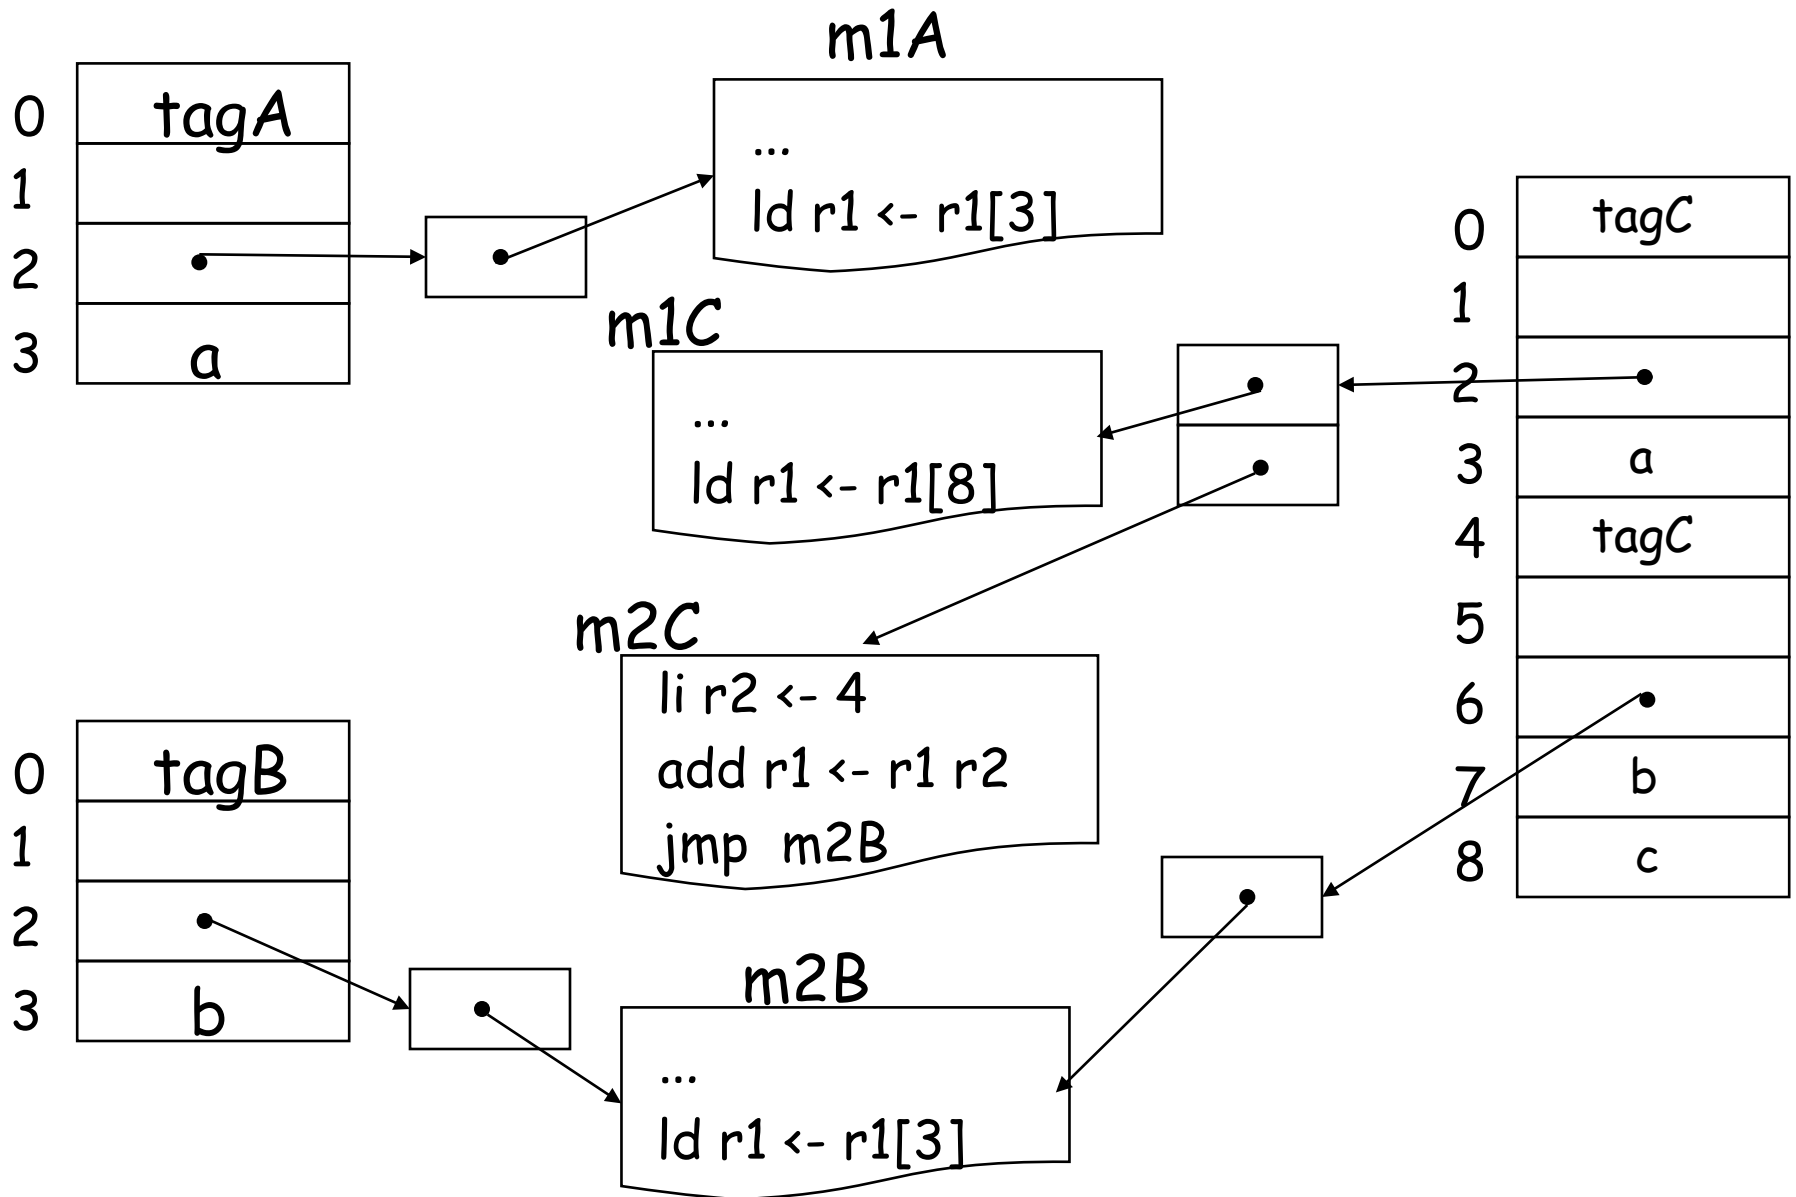 m1A
0 tagA
1
2
3 a
...
ld r1 <- r1[3]
m1C
...
ld r1 <- r1[8]
0 tagC
1
2
3 a
4 tagC
5
6
7 b
8 c
m2C
li r2 <- 4
add r1 <- r1 r2
jmp m2B
0 tagB
1
2
3 b
m2B
...
ld r1 <- r1[3]